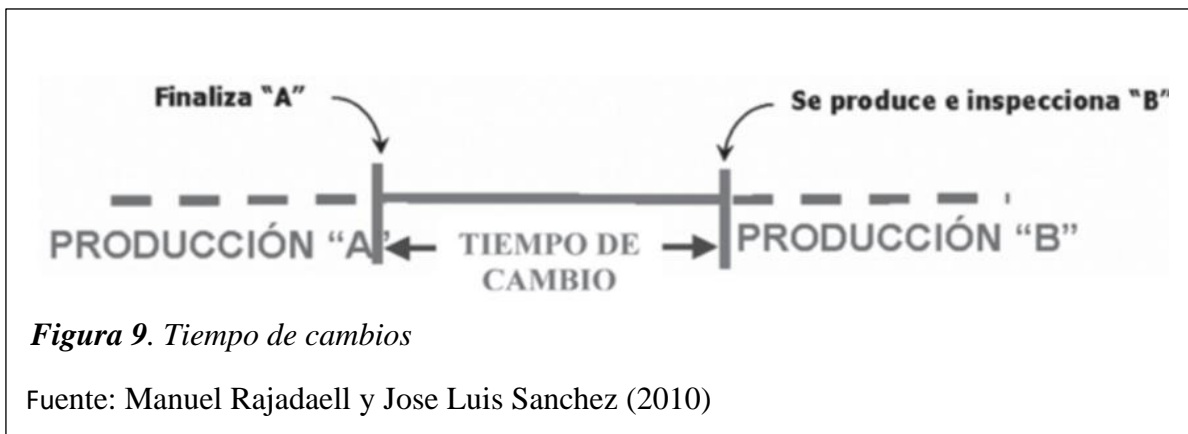 Finaliza "A"
Se produce e inspecciona "B"
PRODUCCIÓN "A"
TIEMPO DE
CAMBIO
PRODUCCIÓN "B"
Figura 9. Tiempo de cambios
Fuente: Manuel Rajadaell y Jose Luis Sanchez (2010)